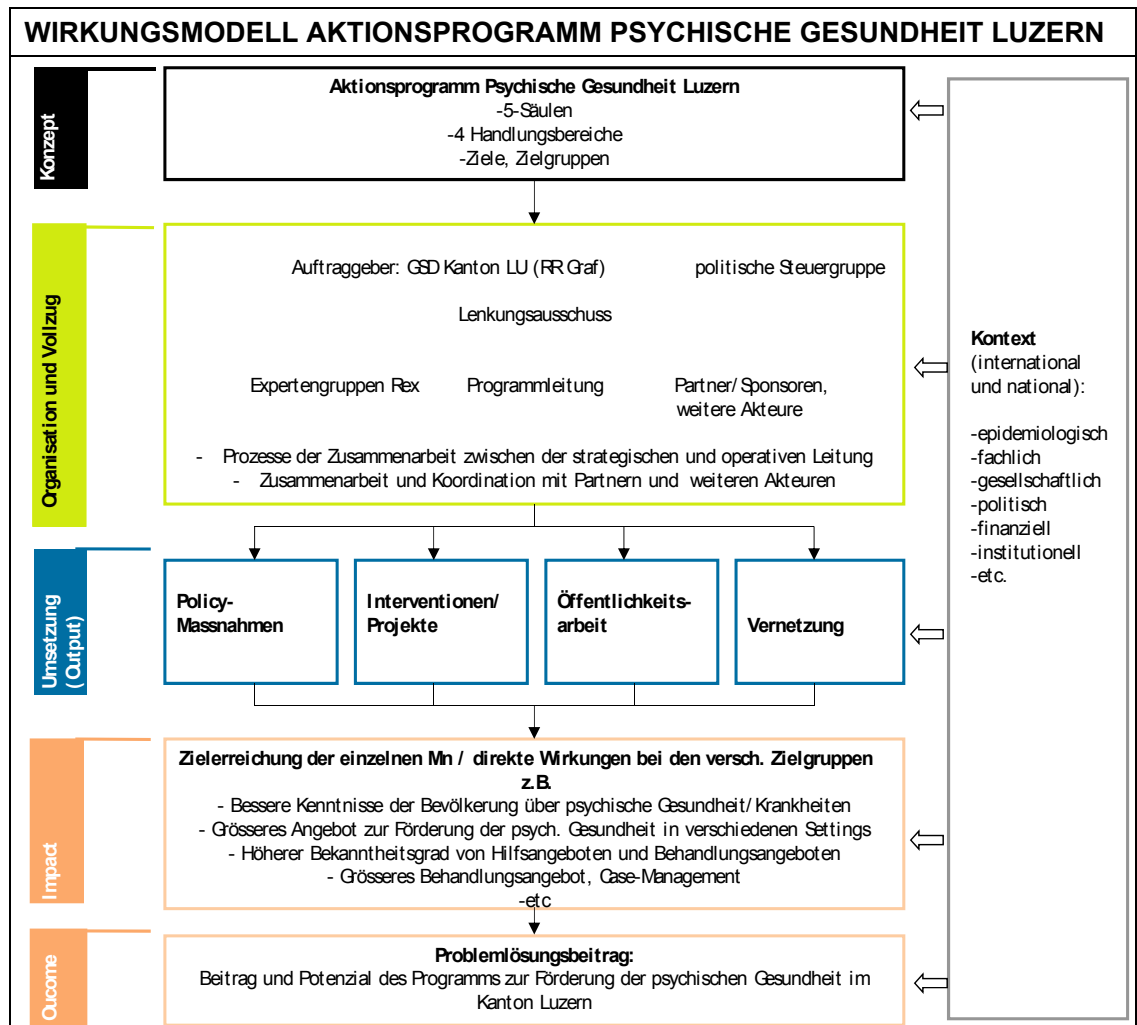 WIRKUNGSMODELL AKTIONSPROGRAMM PSYCHISCHE GESUNDHEIT LUZERN
Konzept
Aktionsprogramm Psychische Gesundheit Luzern
-5-Säulen
-4 Handlungsbereiche
-Ziele, Zielgruppen
Organisation und Vollzug
Auftraggeber: GSD Kanton LU (RR Graf) politische Steuergruppe
Lenkungsausschuss
Expertengruppen Rex Programmleitung Partner/ Sponsoren,
weitere Akteure
- Prozesse der Zusammenarbeit zwischen der strategischen und operativen Leitung
- Zusammenarbeit und Koordination mit Partnern und weiteren Akteuren
Kontext
(international
und national):
-epidemiologisch
-fachlich
-gesellschaftlich
-politisch
-finanziell
-institutionell
-etc.
Umsetzung
(Output)
Policy-
Massnahmen
Interventionen/
Projekte
Öffentlichkeits-
arbeit
Vernetzung
Impact
Zielerreichung der einzelnen Mn / direkte Wirkungen bei den versch. Zielgruppen
z.B.
- Bessere Kenntnisse der Bevölkerung über psychische Gesundheit/ Krankheiten
- Grösseres Angebot zur Förderung der psych. Gesundheit in verschiedenen Settings
- Höherer Bekanntheitsgrad von Hilfsangeboten und Behandlungsangeboten
- Grösseres Behandlungsangebot, Case-Management
-etc
Oucome
Problemlösungsbeitrag:
Beitrag und Potenzial des Programms zur Förderung der psychischen Gesundheit im
Kanton Luzern